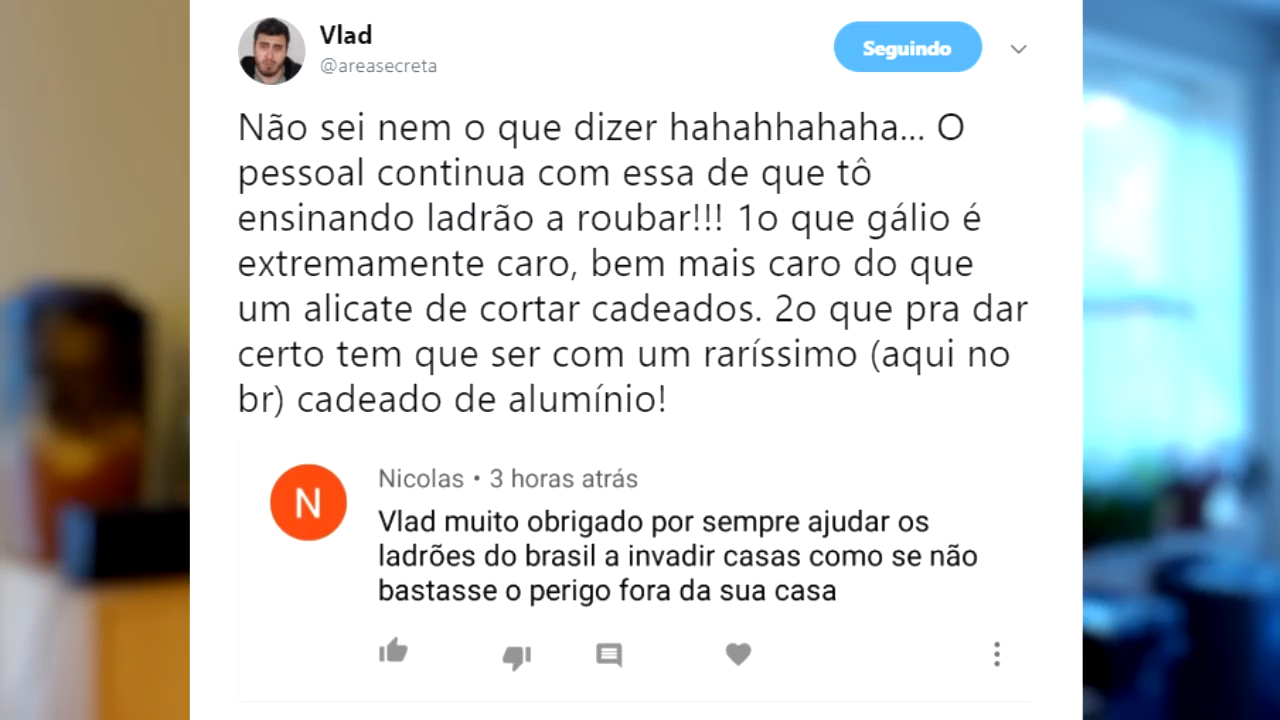 Vlad
@areasecreta
Seguindo
Não sei nem o que dizer hahahhahaha... O
pessoal continua com essa de que tô
ensinando ladrão a roubar!!! 1o que gálio é
extremamente caro, bem mais caro do que
um alicate de cortar cadeados. 2o que pra dar
certo tem que ser com um raríssimo (aqui no
br) cadeado de alumínio!
N
Nicolas • 3 horas atrás
Vlad muito obrigado por sempre ajudar os
ladrões do brasil a invadir casas como se não
bastasse o perigo fora da sua casa